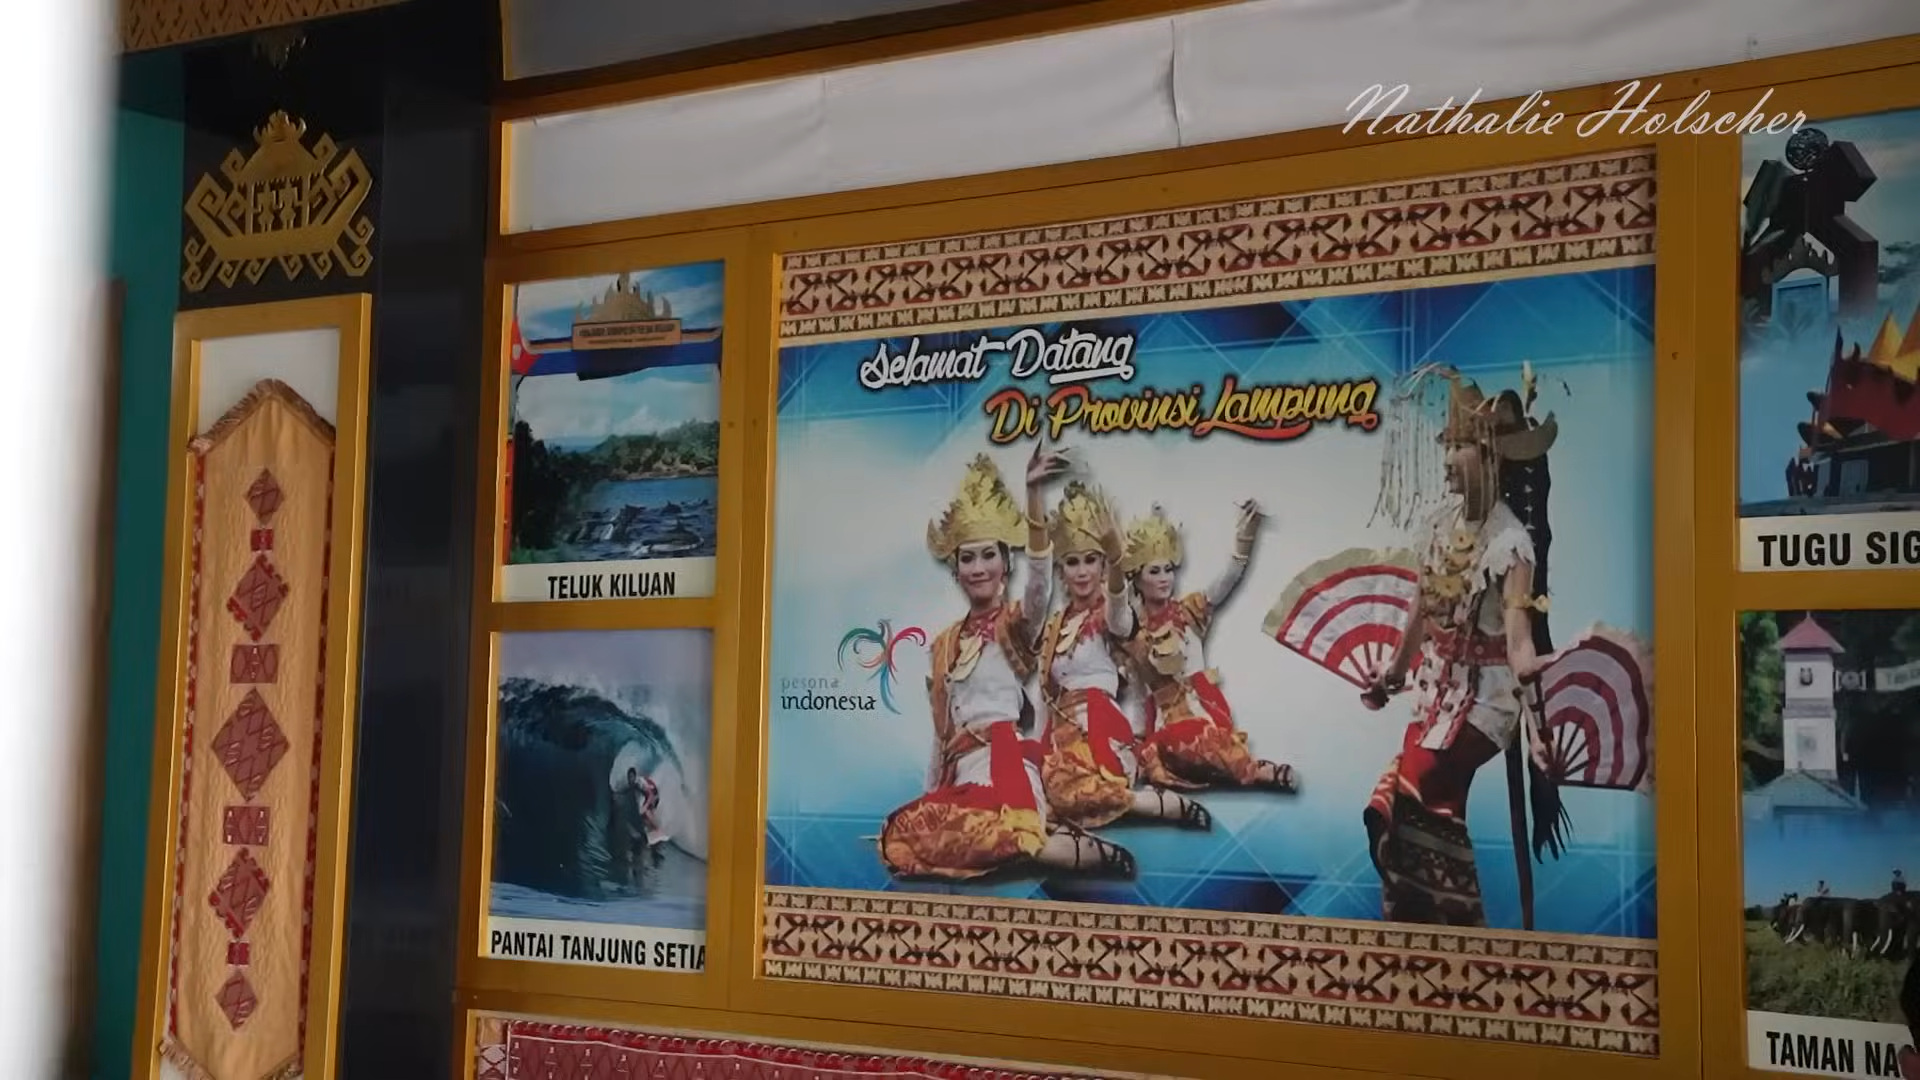 Nathalie Holscher
Selamat Datang
Di Provinsi Lampung
TELUK KILUAN
TUGU SIG
pesona
indonesia
PANTAI TANJUNG SETIA
TAMAN NA